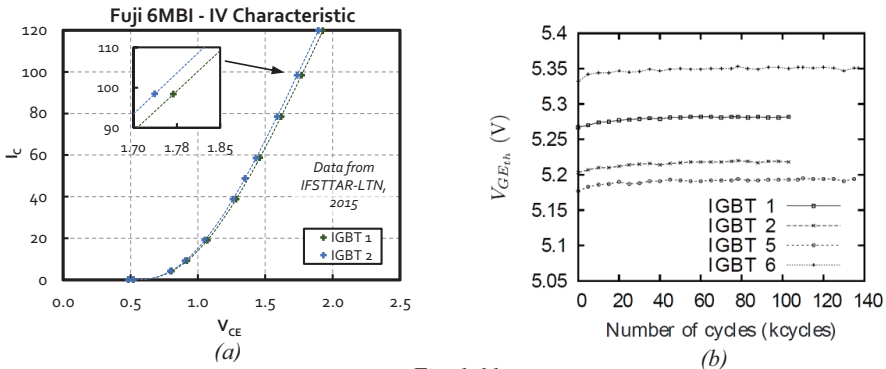 Fuji 6MBI - IV Characteristic
120
100
80
60
40
20
0
I_C
110
100
90
1.70 1.78 1.85
Data from
IFSTTAR-LTN,
2015
IGBT 1
IGBT 2
0.0 0.5 1.0 1.5 2.0 2.5
V_CE
(a)
5.4
5.35
5.3
5.25
5.2
5.15
5.1
5.05
V_GE_th (V)
IGBT 1
IGBT 2
IGBT 5
IGBT 6
0 20 40 60 80 100 120 140
Number of cycles (kcycles)
(b)